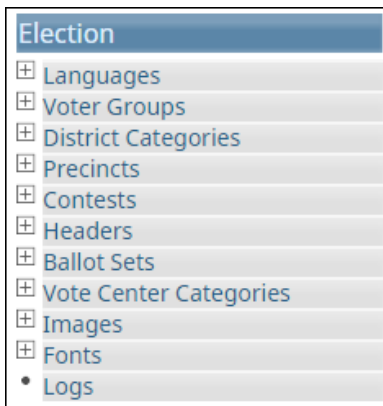 Election
Languages
Voter Groups
District Categories
Precincts
Contests
Headers
Ballot Sets
Vote Center Categories
Images
Fonts
Logs